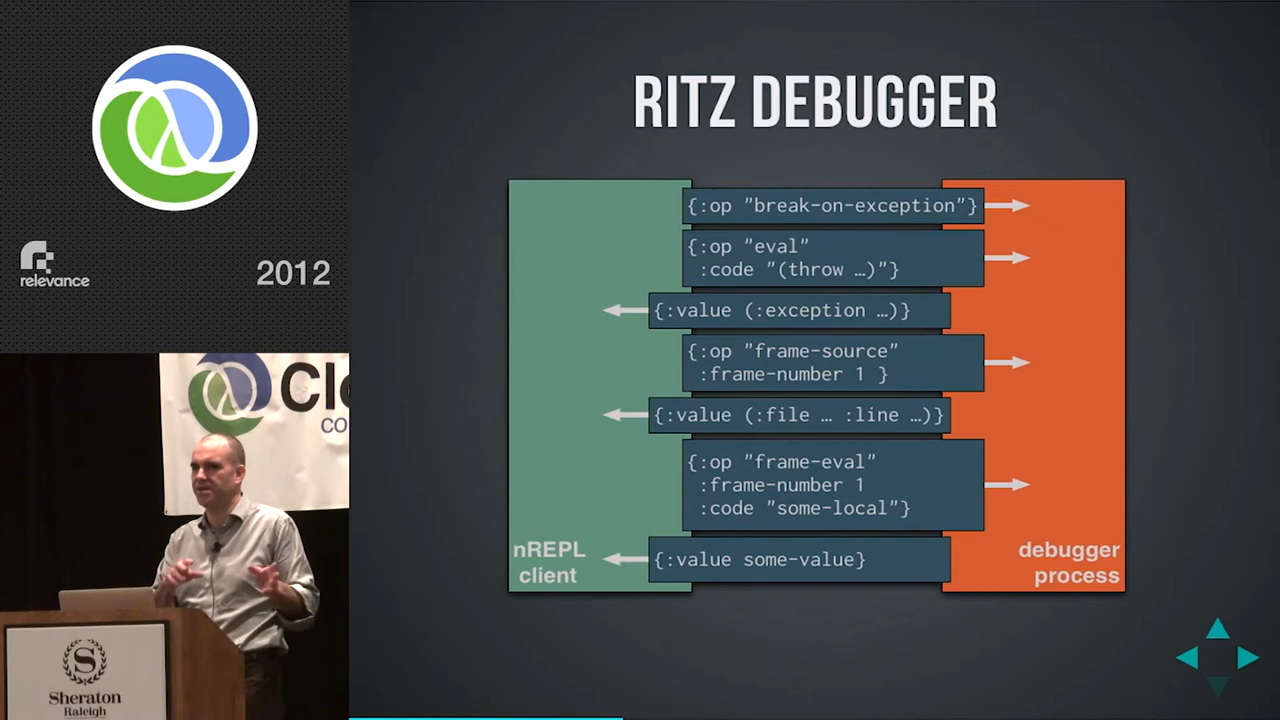 relevance
2012
Clo
CO
S
Sheraton
Raleigh
RITZ DEBUGGER
{:op "break-on-exception"}
{:op "eval"
:code "(throw …)"}
{:value (:exception …)}
{:op "frame-source"
:frame-number 1 }
{:value (:file … :line …)}
{:op "frame-eval"
:frame-number 1
:code "some-local"}
{:value some-value}
nREPL
client
debugger
process